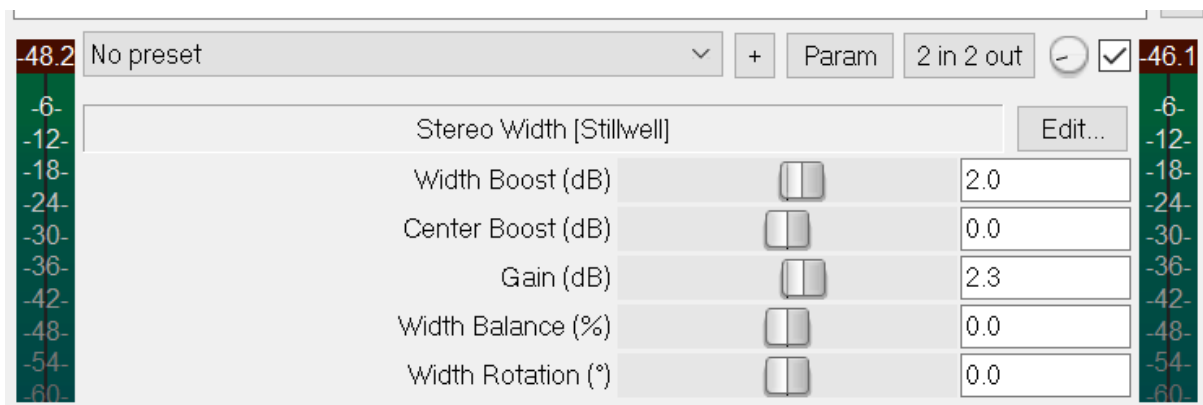 -48.2 No preset + Param 2 in 2 out -46.1
-6- -6-
-12- Stereo Width [Stillwell] Edit... -12-
-18- Width Boost (dB) 2.0 -18-
-24- -24-
-30- Center Boost (dB) 0.0 -30-
-36- Gain (dB) 2.3 -36-
-42- -42-
-48- Width Balance (%) 0.0 -48-
-54- Width Rotation (°) 0.0 -54-
-60- -60-